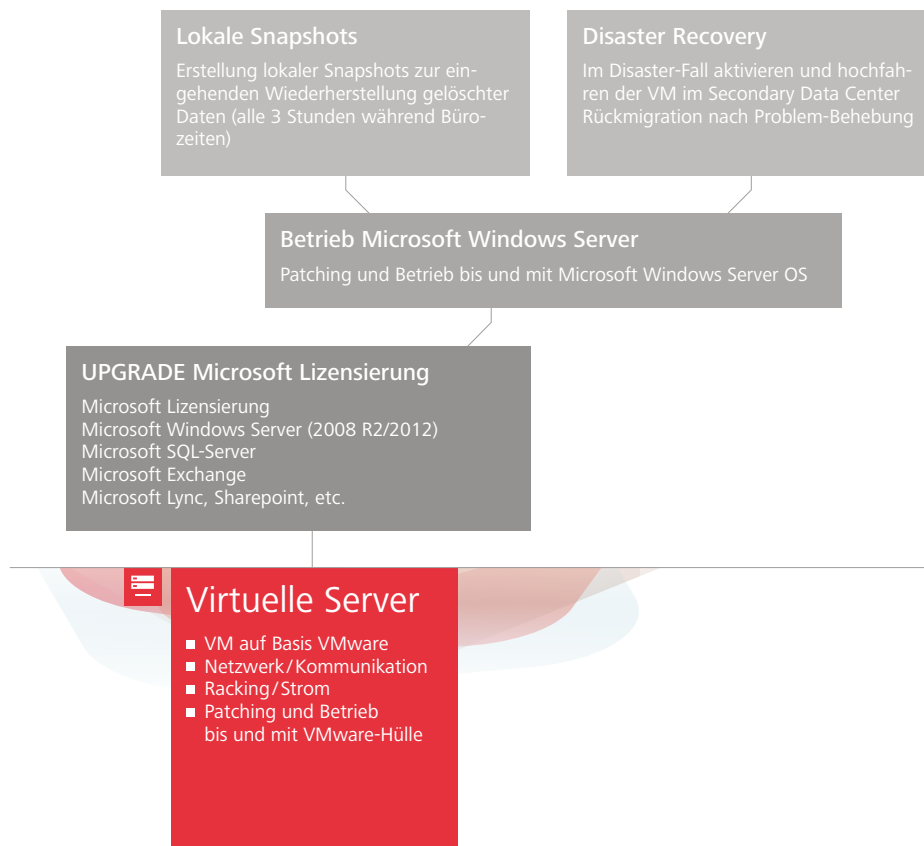 Lokale Snapshots
Erstellung lokaler Snapshots zur ein-
gehenden Wiederherstellung gelöschter
Daten (alle 3 Stunden während Büro-
zeiten)
Disaster Recovery
Im Disaster-Fall aktivieren und hochfah-
ren der VM im Secondary Data Center
Rückmigration nach Problem-Behebung
Betrieb Microsoft Windows Server
Patching und Betrieb bis und mit Microsoft Windows Server OS
UPGRADE Microsoft Lizensierung
Microsoft Lizensierung
Microsoft Windows Server (2008 R2/2012)
Microsoft SQL-Server
Microsoft Exchange
Microsoft Lync, Sharepoint, etc.
Virtuelle Server
VM auf Basis VMware
Netzwerk/Kommunikation
Racking/Strom
Patching und Betrieb
bis und mit VMware-Hülle